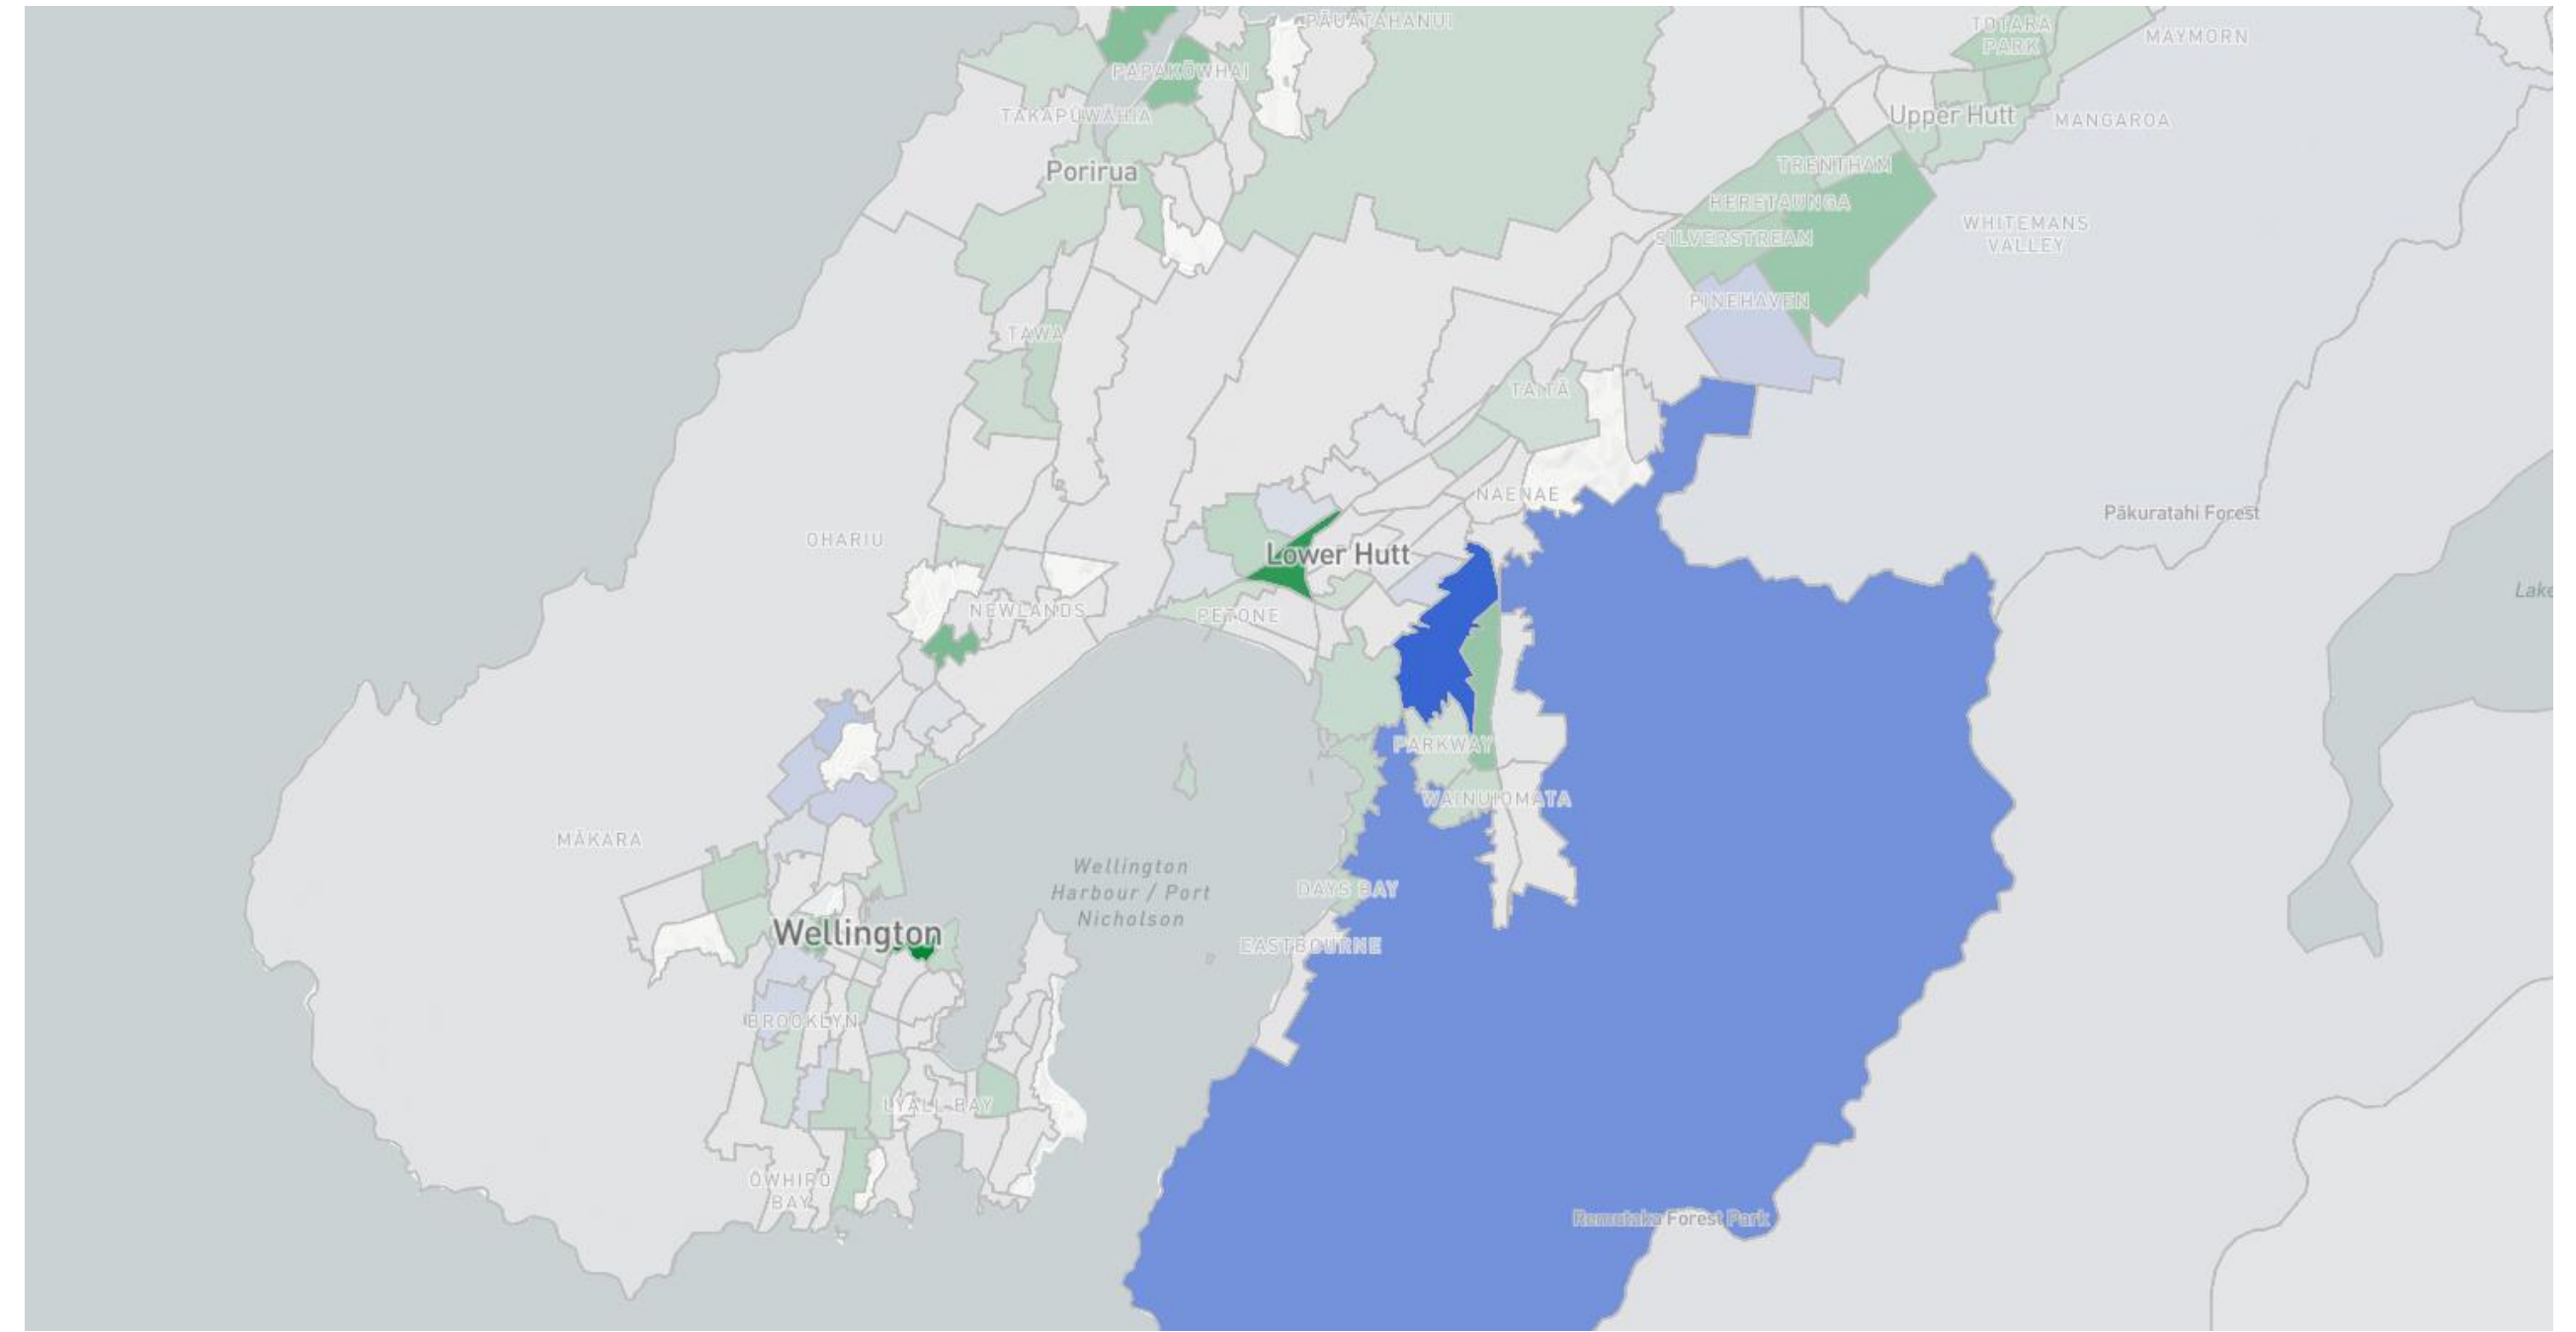 PĀUATAHANUI
TOTARA
PARK
MAYMORN
PAPAKŌWHAI
TAKAPŪWĀHIA
Upper Hutt
MANGAROA
Porirua
TRENTHAM
HERETAUNGA
WHITEMANS
VALLEY
SILVERSTREAM
PINEHAVEN
TAWA
TAITĀ
NAENAE
Pākuratahi Forest
OHARIU
Lower Hutt
Lake
NEWLANDS
PETONE
PARKWAY
WAINUIOMATA
MĀKARA
Wellington
Harbour / Port
Nicholson
DAYS BAY
Wellington
EASTBOURNE
BROOKLYN
LYALL BAY
ŌWHIRO
BAY
Remutaka Forest Park